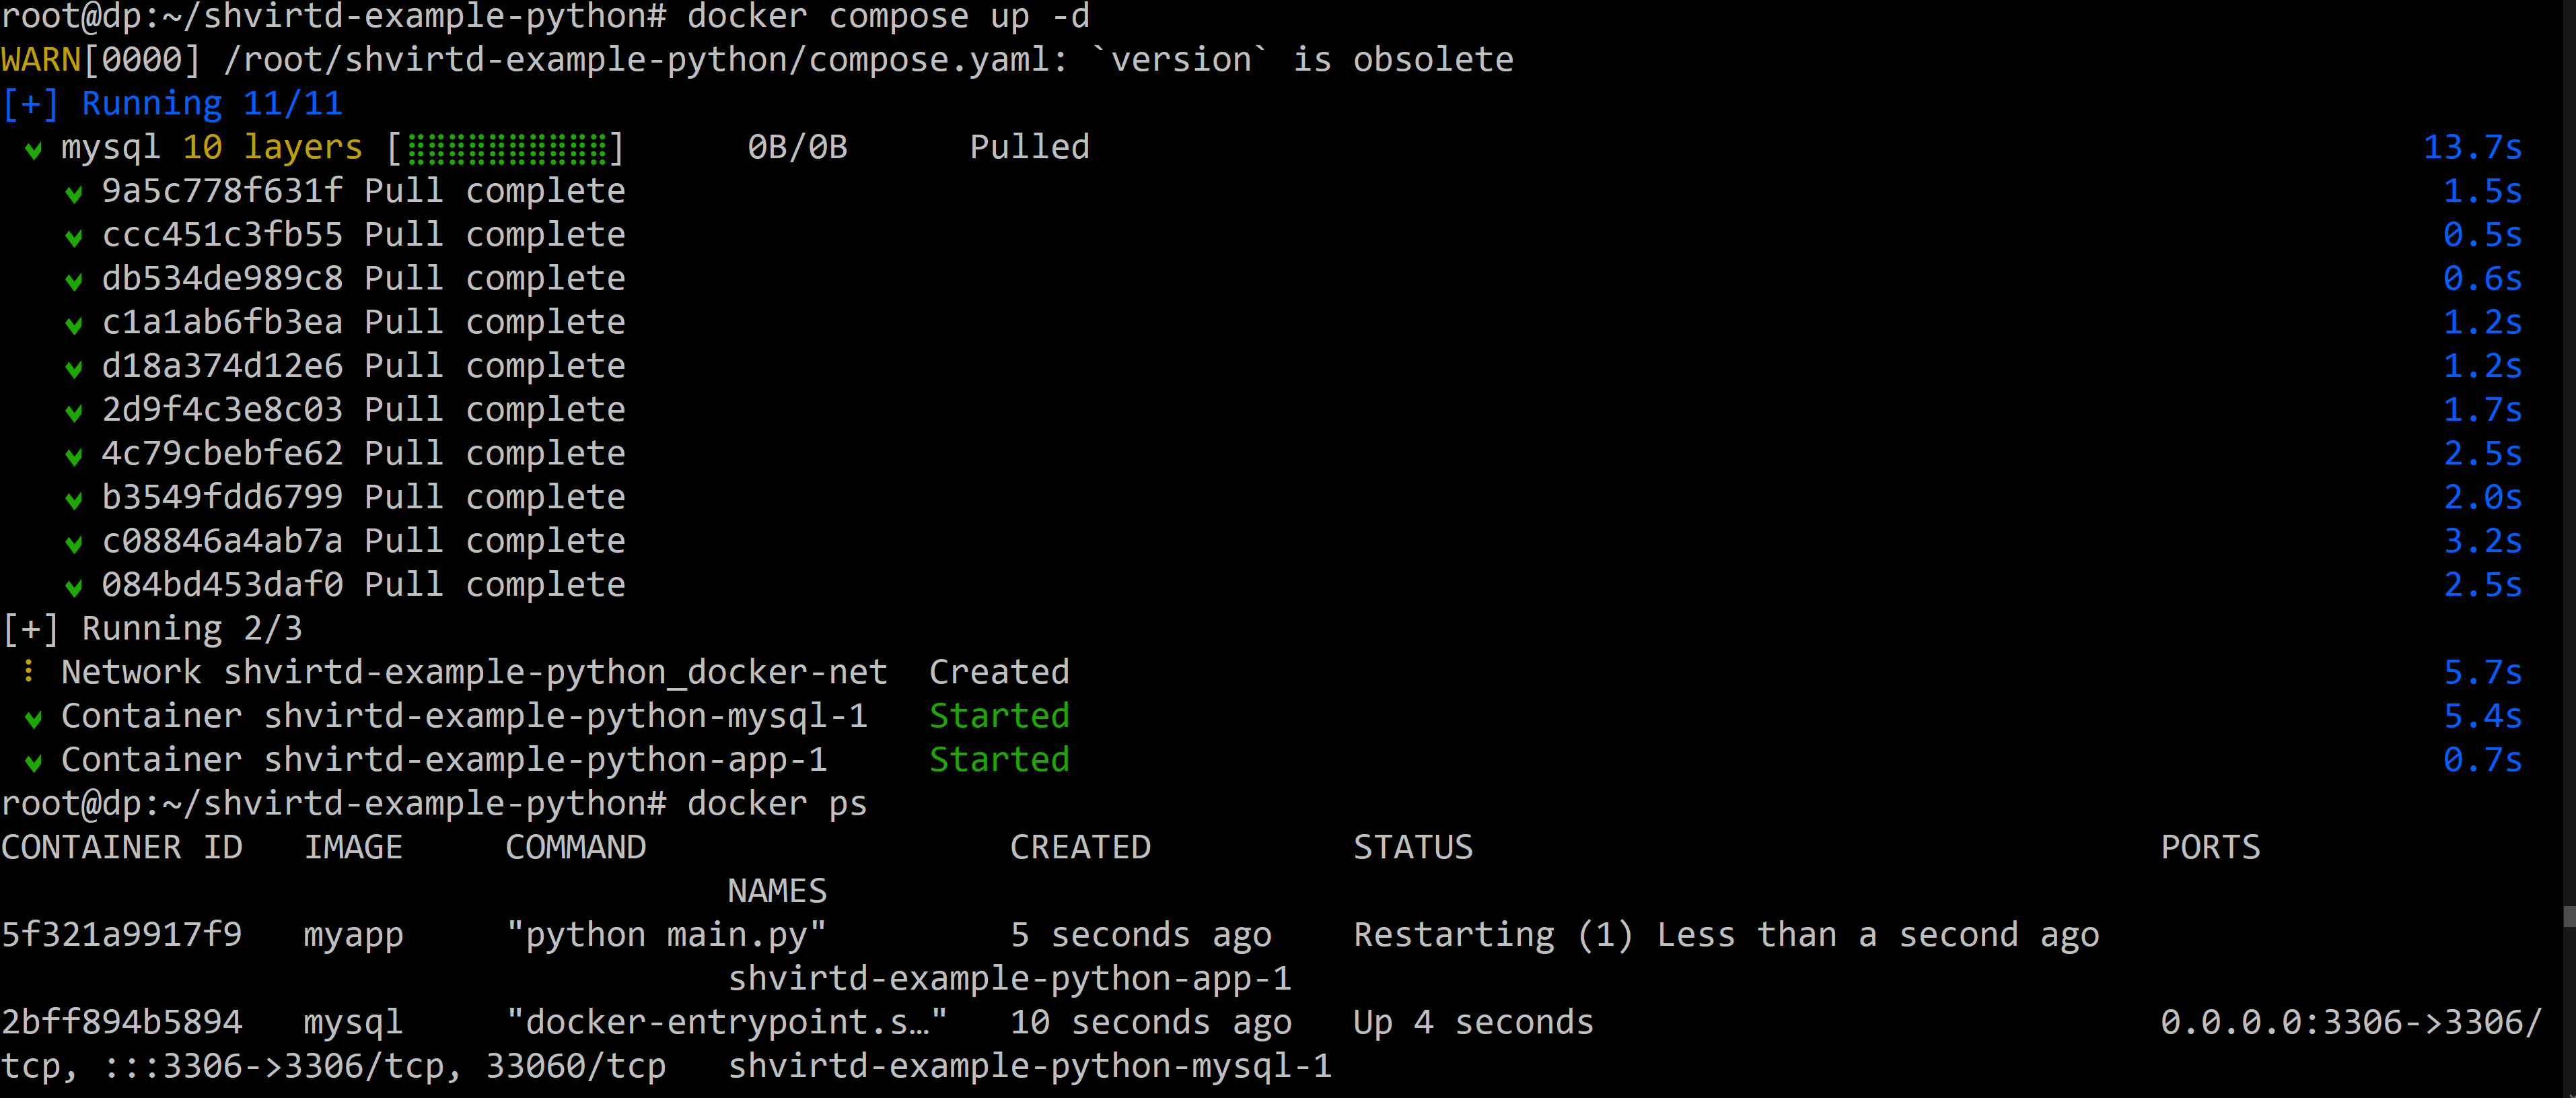 root@dp:~/shvirtd-example-python# docker compose up -d
WARN[0000] /root/shvirtd-example-python/compose.yaml: `version` is obsolete
[+] Running 11/11
✔ mysql 10 layers [⣿⣿⣿⣿⣿⣿⣿⣿⣿⣿] 0B/0B Pulled 13.7s
✔ 9a5c778f631f Pull complete 1.5s
✔ ccc451c3fb55 Pull complete 0.5s
✔ db534de989c8 Pull complete 0.6s
✔ c1a1ab6fb3ea Pull complete 1.2s
✔ d18a374d12e6 Pull complete 1.2s
✔ 2d9f4c3e8c03 Pull complete 1.7s
✔ 4c79cbebfe62 Pull complete 2.5s
✔ b3549fdd6799 Pull complete 2.0s
✔ c08846a4ab7a Pull complete 3.2s
✔ 084bd453daf0 Pull complete 2.5s
[+] Running 2/3
⠇ Network shvirtd-example-python_docker-net Created 5.7s
✔ Container shvirtd-example-python-mysql-1 Started 5.4s
✔ Container shvirtd-example-python-app-1 Started 0.7s
root@dp:~/shvirtd-example-python# docker ps
CONTAINER ID IMAGE COMMAND CREATED STATUS PORTS
NAMES
5f321a9917f9 myapp "python main.py" 5 seconds ago Restarting (1) Less than a second ago
shvirtd-example-python-app-1
2bff894b5894 mysql "docker-entrypoint.s…" 10 seconds ago Up 4 seconds 0.0.0.0:3306->3306/
tcp, :::3306->3306/tcp, 33060/tcp shvirtd-example-python-mysql-1